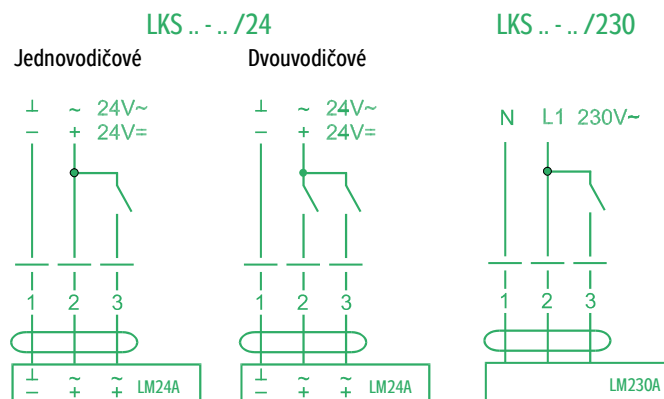 LKS .. - .. /24 LKS .. - .. /230
Jednovodičové Dvouvodičové
⊥ ~ 24V~ ⊥ ~ 24V~
− + 24V= − + 24V=
N L1 230V~
1 2 3 1 2 3 1 2 3
⊥ ~ ~ LM24A ⊥ ~ ~ LM24A LM230A
− + + − + +